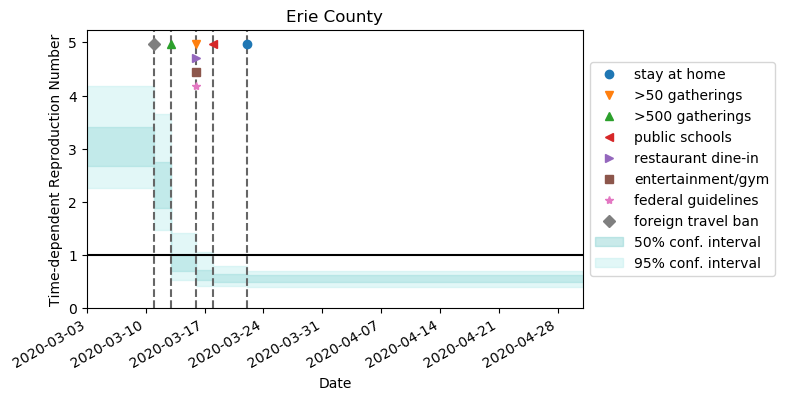 Erie County
Time-dependent Reproduction Number
5
4
3
2
1
0
2020-03-03
2020-03-10
2020-03-17
2020-03-24
2020-03-31
2020-04-07
2020-04-14
2020-04-21
2020-04-28
Date
stay at home
>50 gatherings
>500 gatherings
public schools
restaurant dine-in
entertainment/gym
federal guidelines
foreign travel ban
50% conf. interval
95% conf. interval